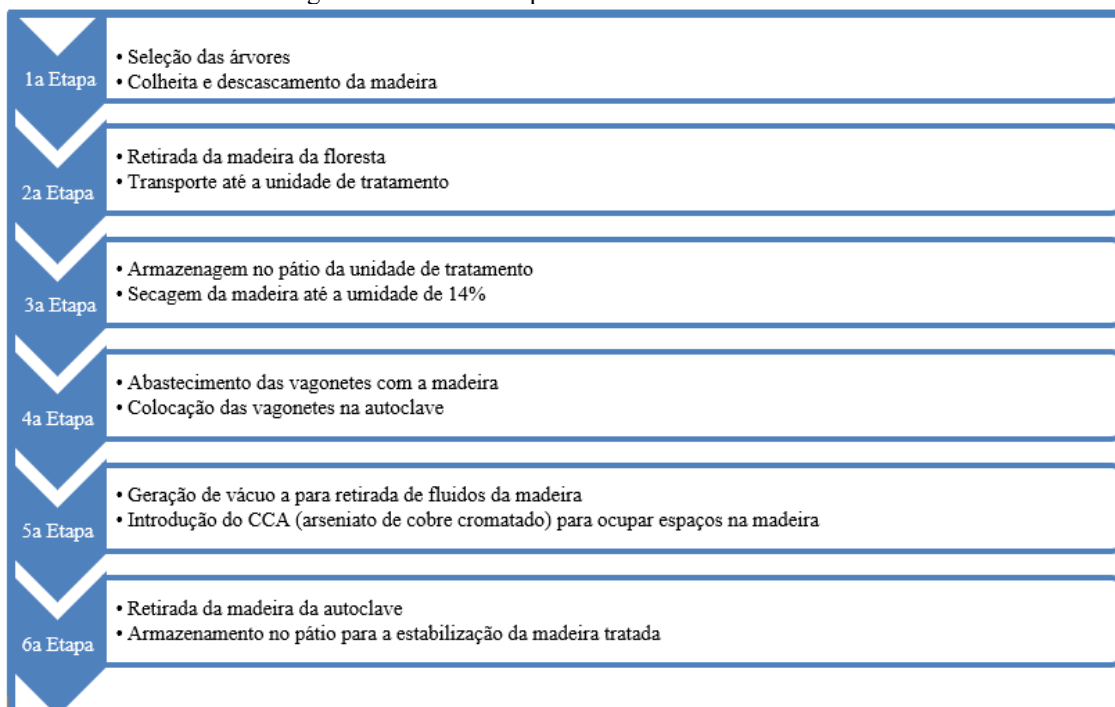 1a Etapa
• Seleção das árvores
• Colheita e descascamento da madeira
2a Etapa
• Retirada da madeira da floresta
• Transporte até a unidade de tratamento
3a Etapa
• Armazenagem no pátio da unidade de tratamento
• Secagem da madeira até a umidade de 14%
4a Etapa
• Abastecimento das vagonetes com a madeira
• Colocação das vagonetes na autoclave
5a Etapa
• Geração de vácuo a para retirada de fluidos da madeira
• Introdução do CCA (arseniato de cobre cromatado) para ocupar espaços na madeira
6a Etapa
• Retirada da madeira da autoclave
• Armazenamento no pátio para a estabilização da madeira tratada